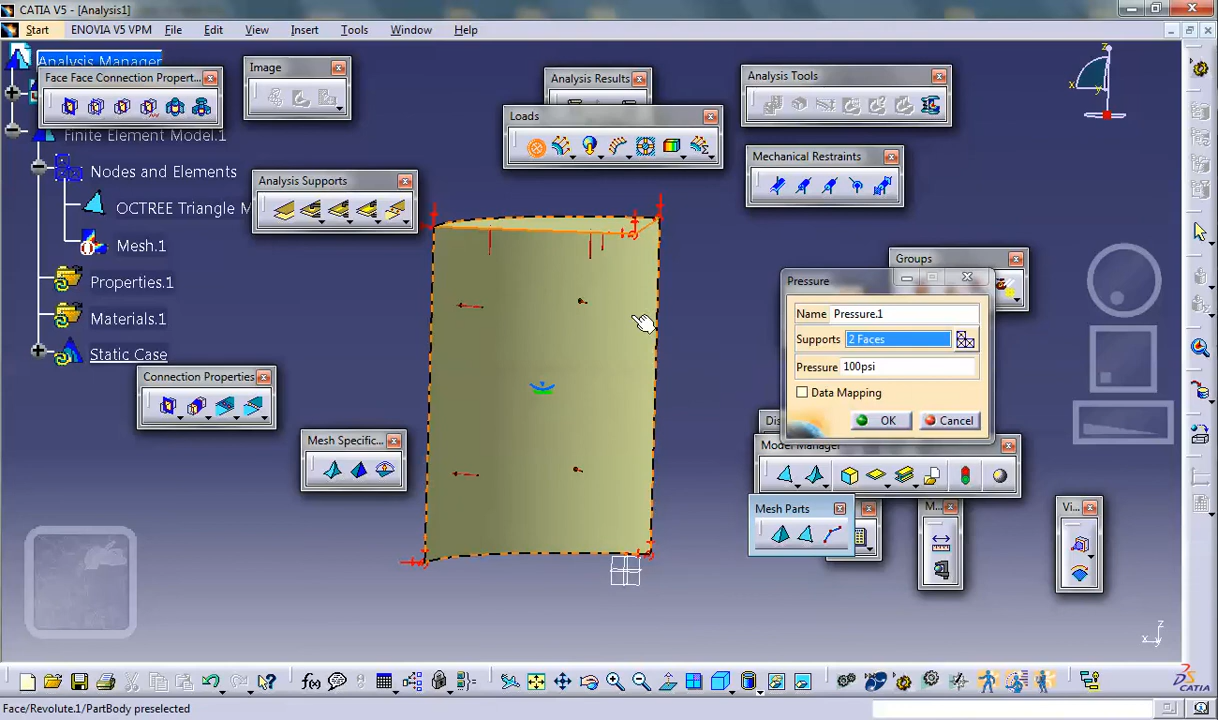 CATIA V5 - [Analysis1]
Start ENOVIA V5 VPM File Edit View Insert Tools Window Help
Analysis Manager
Face Face Connection Propert...
Image
Analysis Results
Analysis Tools
Loads
Finite Element Model.1
Nodes and Elements
Analysis Supports
Mechanical Restraints
OCTREE Triangle M
Mesh.1
Groups
Properties.1
Pressure
Name Pressure.1
Materials.1
Supports 2 Faces
Static Case
Pressure 100psi
Connection Properties
Data Mapping
OK Cancel
Mesh Specific...
Model Manager
Mesh Parts
M...
Vi...
x
y
z
z
x
y
f(x)
CATIA
Face/Revolute.1/PartBody preselected